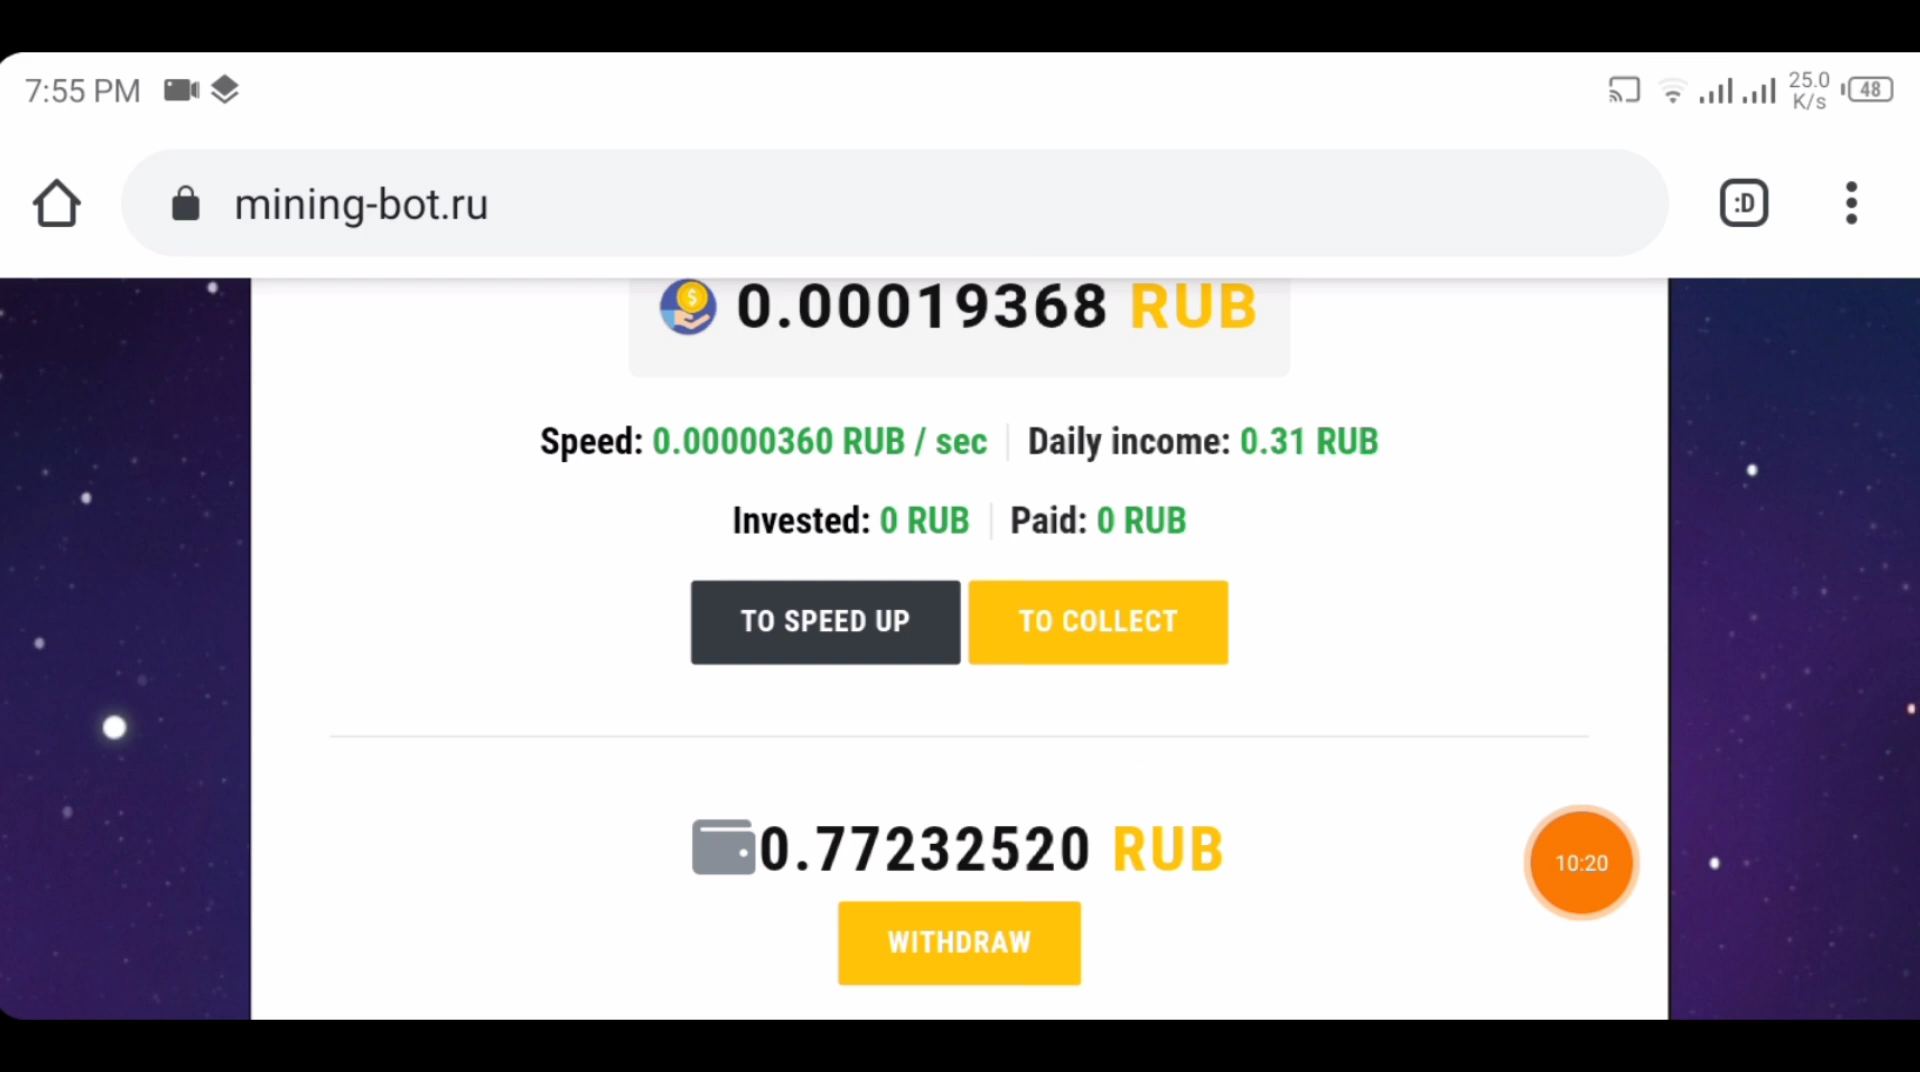 7:55 PM 25.0 K/s 48
mining-bot.ru :D
0.00019368 RUB
Speed: 0.00000360 RUB / sec Daily income: 0.31 RUB
Invested: 0 RUB Paid: 0 RUB
TO SPEED UP TO COLLECT
0.77232520 RUB
10:20
WITHDRAW